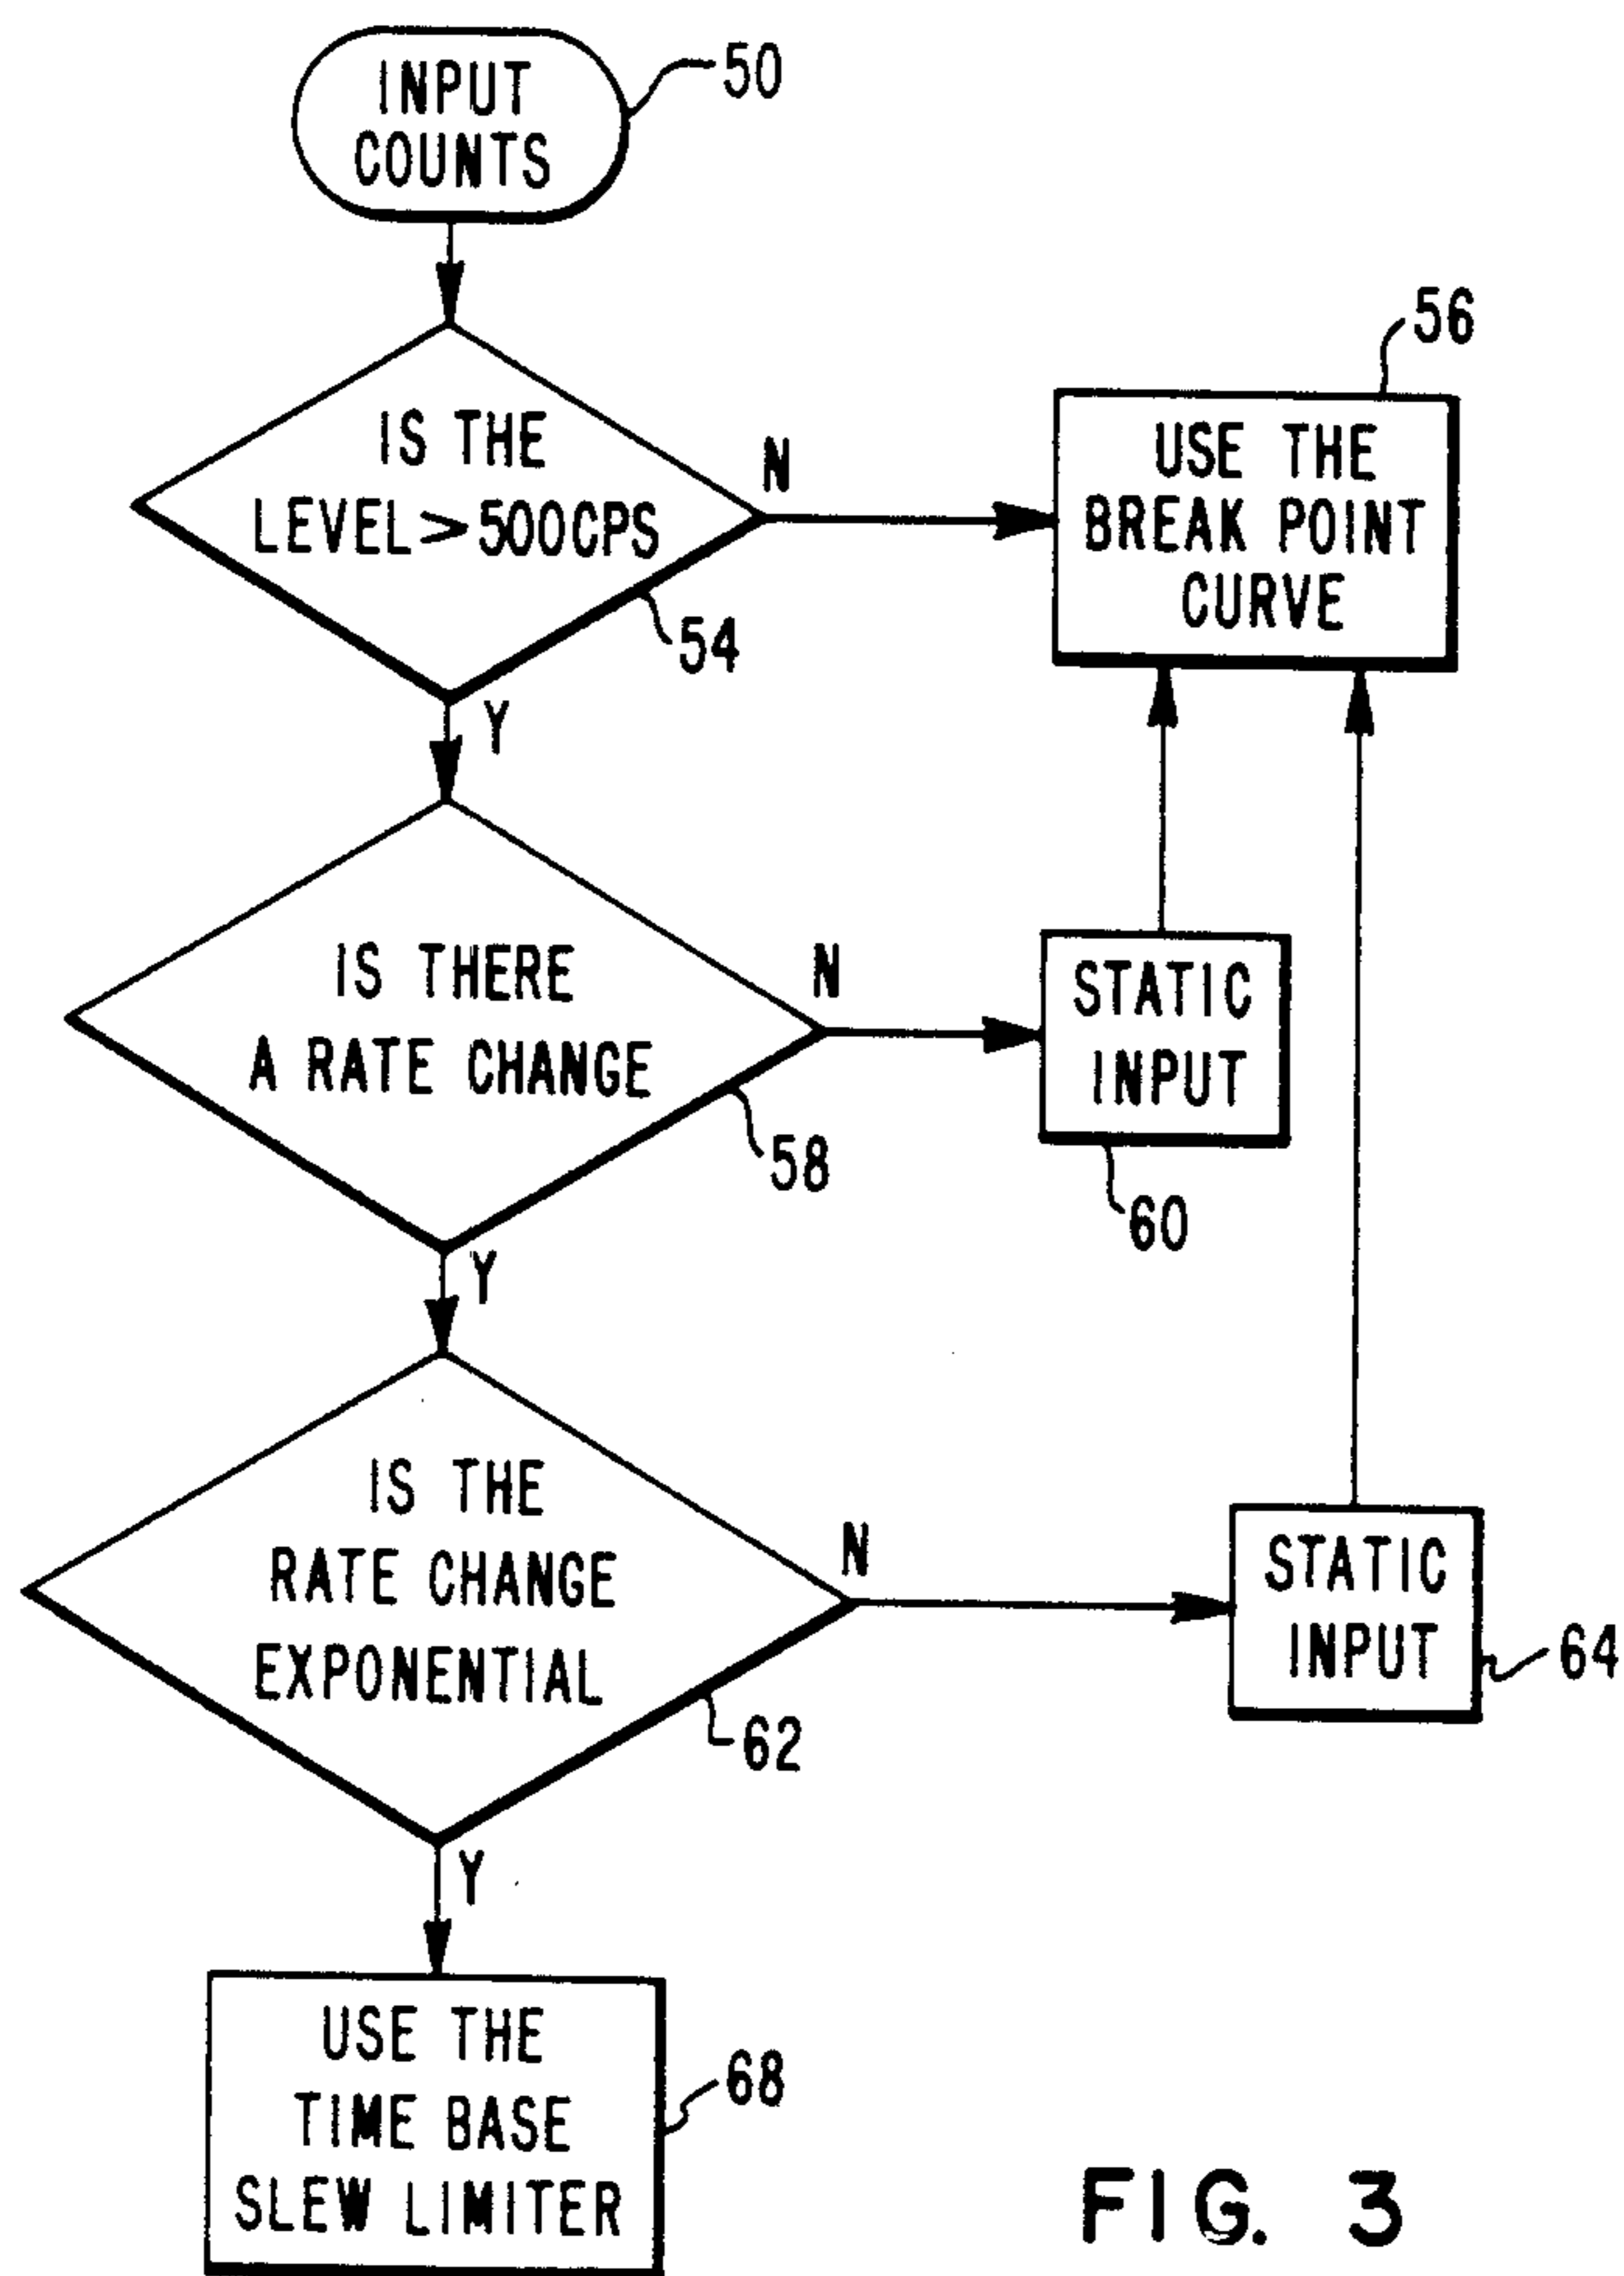 INPUT
COUNTS
50
IS THE
LEVEL > 500CPS
54
N
Y
USE THE
BREAK POINT
CURVE
56
IS THERE
A RATE CHANGE
58
N
Y
STATIC
INPUT
60
IS THE
RATE CHANGE
EXPONENTIAL
62
N
Y
STATIC
INPUT
64
USE THE
TIME BASE
SLEW LIMITER
68
FIG. 3